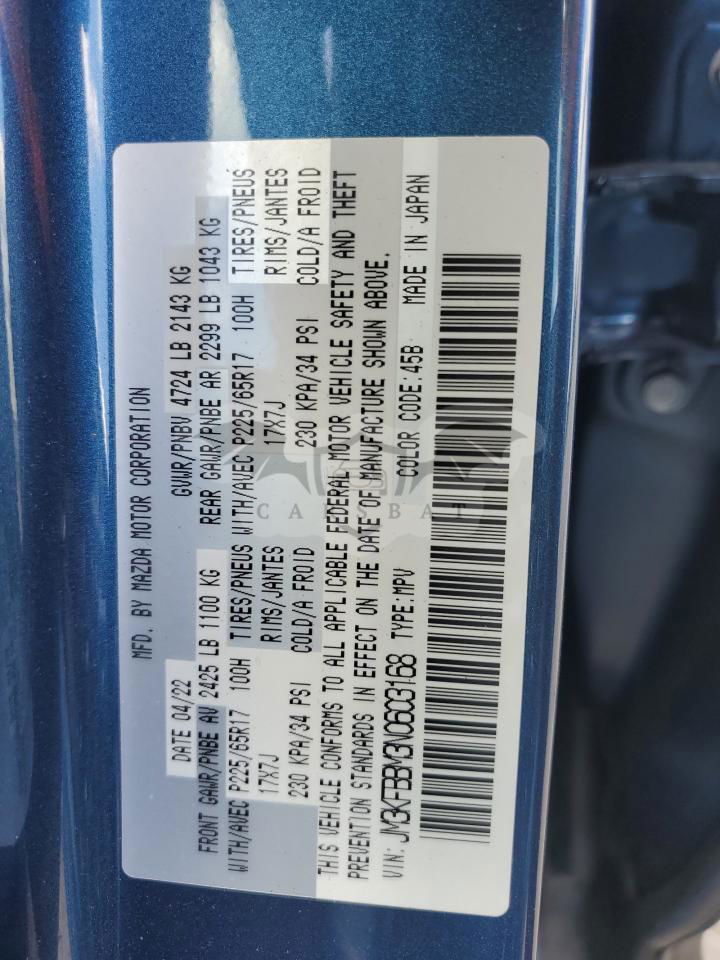 MFD. BY MAZDA MOTOR CORPORATION
DATE 04/22 GVWR/PNBV 4724 LB 2143 KG
FRONT GAWR/PNBE AV 2425 LB 1100 KG REAR GAWR/PNBE AR 2299 LB 1043 KG
WITH/AVEC P225/65R17 100H TIRES/PNEUS WITH/AVEC P225/65R17 100H TIRES/PNEUS
17X7J RIMS/JANTES 17X7J RIMS/JANTES
230 KPA/34 PSI COLD/A FROID 230 KPA/34 PSI COLD/A FROID
THIS VEHICLE CONFORMS TO ALL APPLICABLE FEDERAL MOTOR VEHICLE SAFETY AND THEFT
PREVENTION STANDARDS IN EFFECT ON THE DATE OF MANUFACTURE SHOWN ABOVE.
VIN: JM3KFBBM3N0603168 TYPE: MPV COLOR CODE: 45B MADE IN JAPAN
CARSBAT